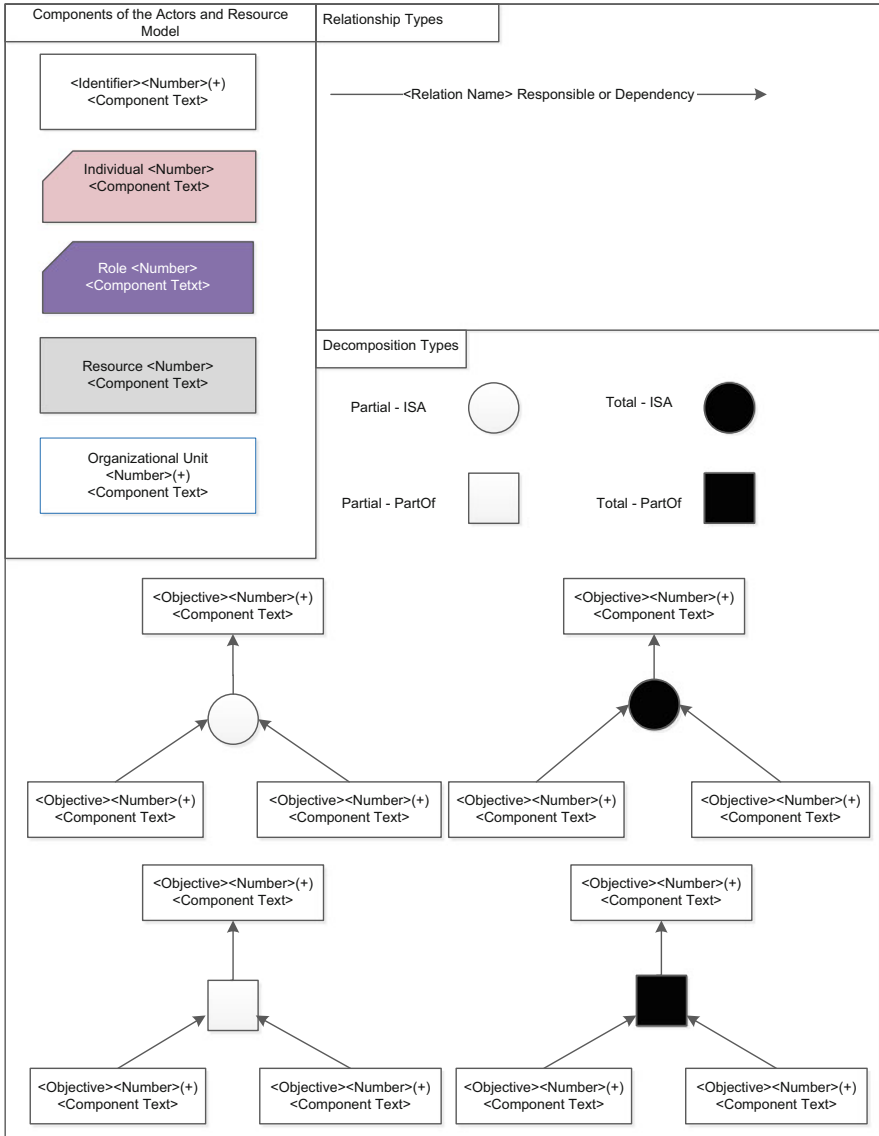 Components of the Actors and Resource
Model
<Identifier><Number>(+)
<Component Text>
Individual <Number>
<Component Text>
Role <Number>
<Component Tetxt>
Resource <Number>
<Component Text>
Organizational Unit
<Number>(+)
<Component Text>
Relationship Types
<Relation Name> Responsible or Dependency
Decomposition Types
Partial - ISA
Total - ISA
Partial - PartOf
Total - PartOf
<Objective><Number>(+)
<Component Text>
<Objective><Number>(+)
<Component Text>
<Objective><Number>(+)
<Component Text>
<Objective><Number>(+)
<Component Text>
<Objective><Number>(+)
<Component Text>
<Objective><Number>(+)
<Component Text>
<Objective><Number>(+)
<Component Text>
<Objective><Number>(+)
<Component Text>
<Objective><Number>(+)
<Component Text>
<Objective><Number>(+)
<Component Text>
<Objective><Number>(+)
<Component Text>
<Objective><Number>(+)
<Component Text>